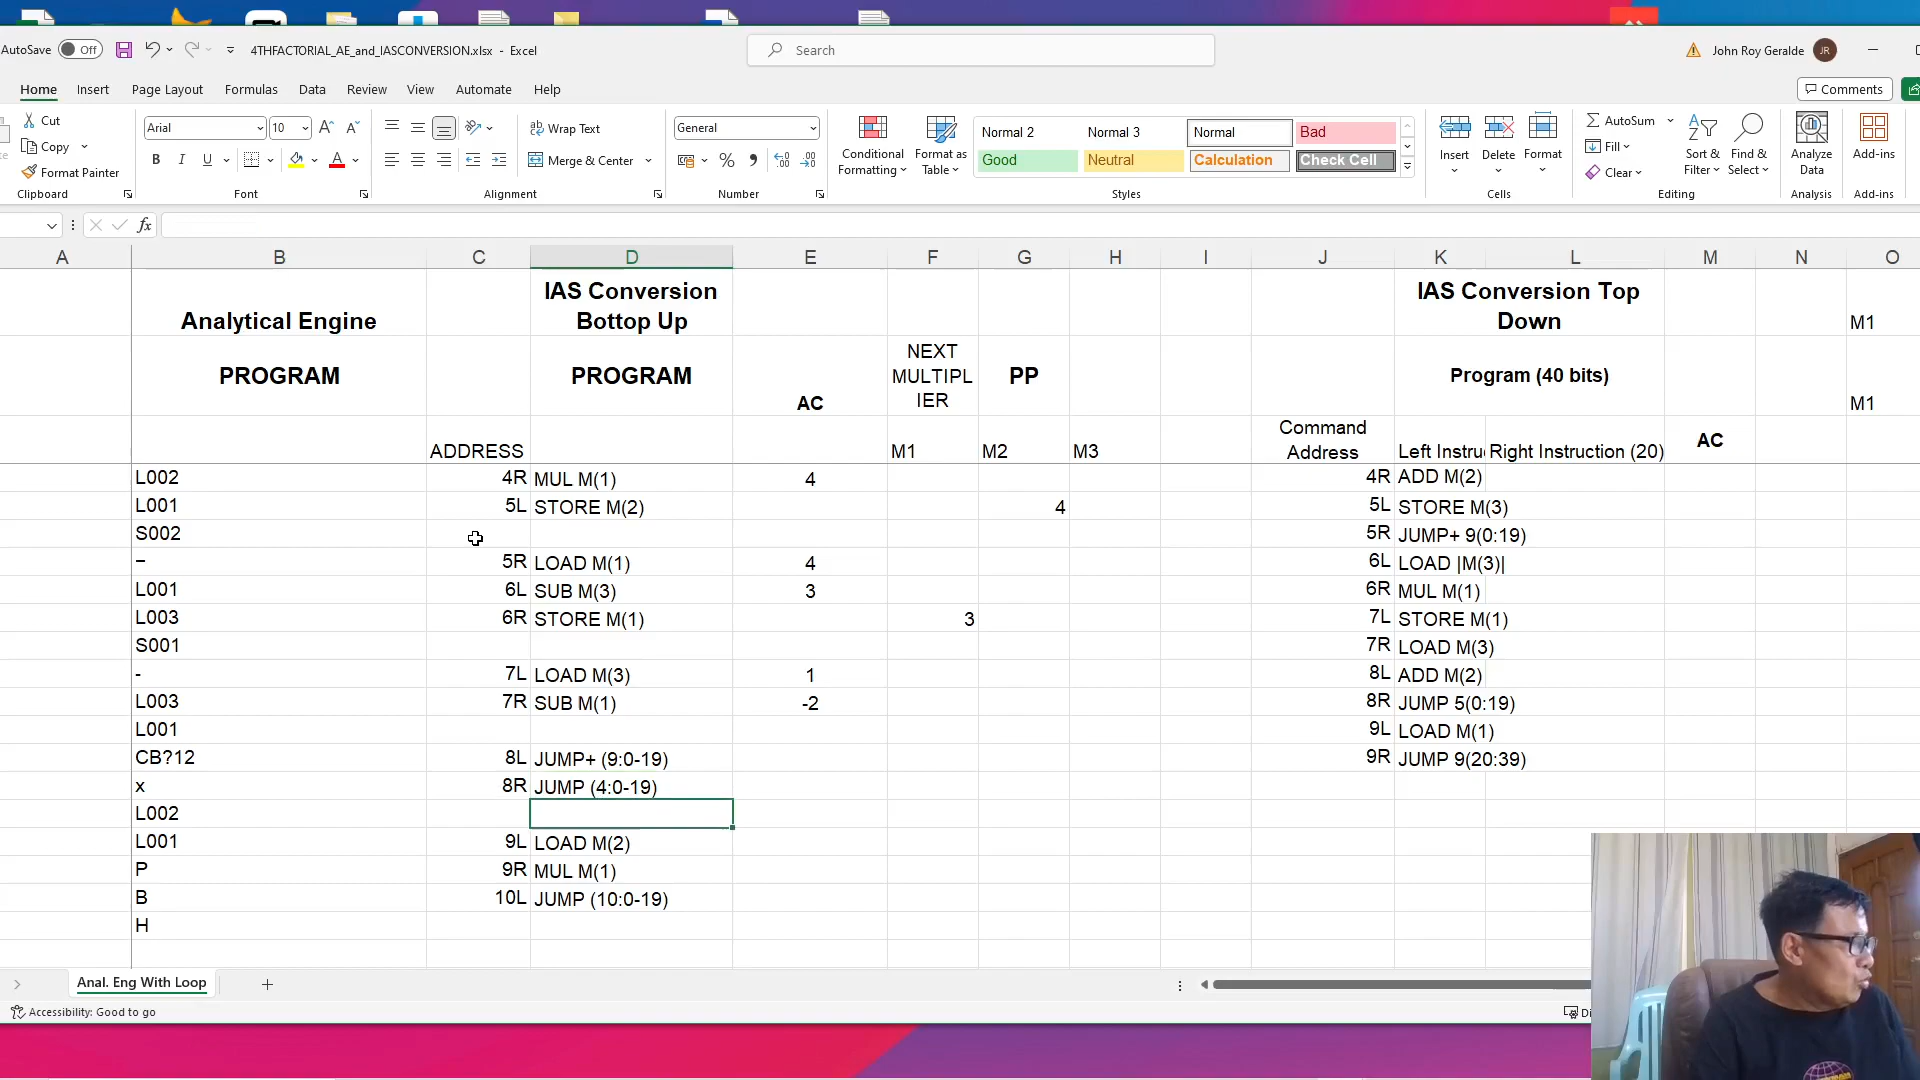 AutoSave Off 4THFACTORIAL_AE_and_IASCONVERSION.xlsx - Excel Search John Roy Geralde JR
Home Insert Page Layout Formulas Data Review View Automate Help Comments
Cut
Copy
Format Painter
Clipboard
Arial 10
B I U
Font
Wrap Text
Merge & Center
Alignment
General
Number
Conditional Formatting
Format as Table
Normal 2 Normal 3 Normal Bad
Good Neutral Calculation Check Cell
Styles
Insert Delete Format
Cells
AutoSum
Fill
Clear
Sort & Filter
Find & Select
Editing
Analyze Data
Analysis
Add-ins
Add-ins
fx
A B C D E F G H I J K L M N O
Analytical Engine
IAS Conversion
Bottop Up
IAS Conversion Top
Down
M1
PROGRAM
PROGRAM
AC
NEXT
MULTIPL
IER
PP
Program (40 bits)
M1
ADDRESS M1 M2 M3
Command
Address
Left Instru Right Instruction (20)
AC
L002 4R MUL M(1) 4 4R ADD M(2)
L001 5L STORE M(2) 4 5L STORE M(3)
S002 5R JUMP+ 9(0:19)
– 5R LOAD M(1) 4 6L LOAD |M(3)|
L001 6L SUB M(3) 3 6R MUL M(1)
L003 6R STORE M(1) 3 7L STORE M(1)
S001 7R LOAD M(3)
- 7L LOAD M(3) 1 8L ADD M(2)
L003 7R SUB M(1) -2 8R JUMP 5(0:19)
L001 9L LOAD M(1)
CB?12 8L JUMP+ (9:0-19) 9R JUMP 9(20:39)
x 8R JUMP (4:0-19)
L002
L001 9L LOAD M(2)
P 9R MUL M(1)
B 10L JUMP (10:0-19)
H
Anal. Eng With Loop
Accessibility: Good to go